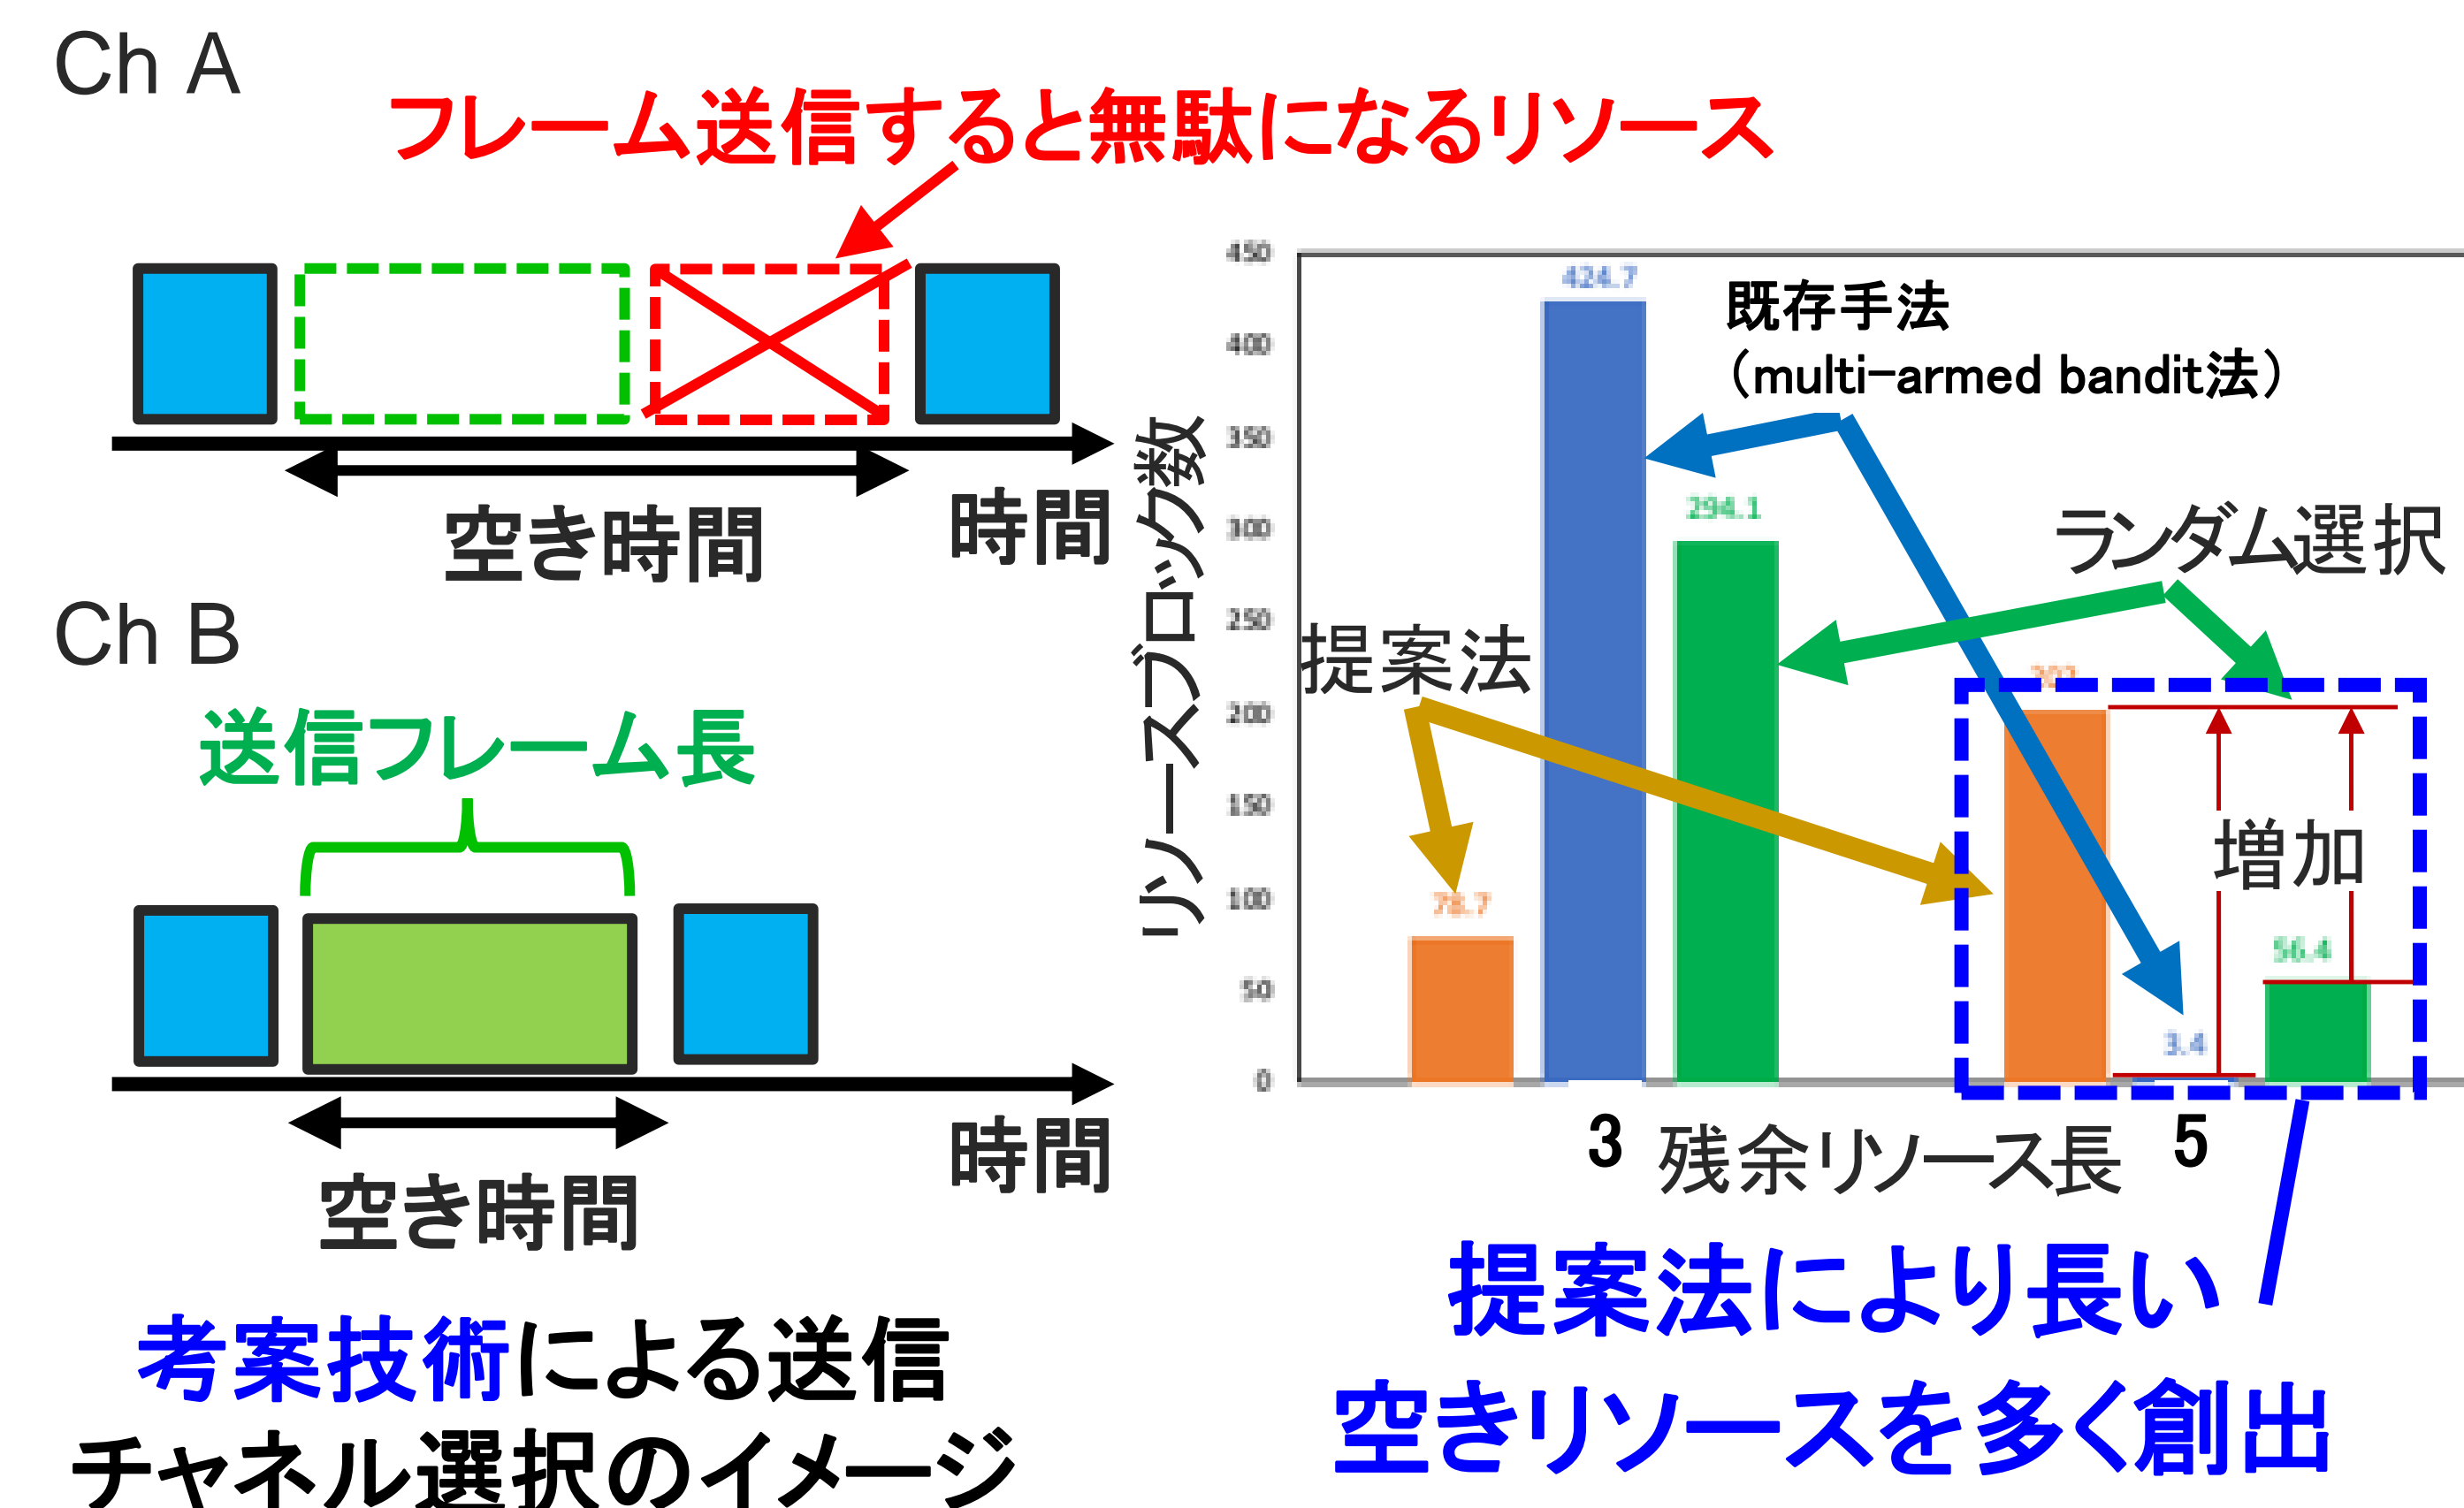 Ch A
フレーム送信すると無駄になるリソース
空き時間
時間
Ch B
送信フレーム長
空き時間
時間
考案技術による送信
チャネル選択のイメージ
リソースブロック数
450
400
350
300
250
200
150
100
50
0
424.7
既存手法
(multi-armed bandit法)
294.1
ランダム選択
提案法
78.7
増加
56.4
3.4
3
残余リソース長
5
提案法により長い
空きリソースを多く創出